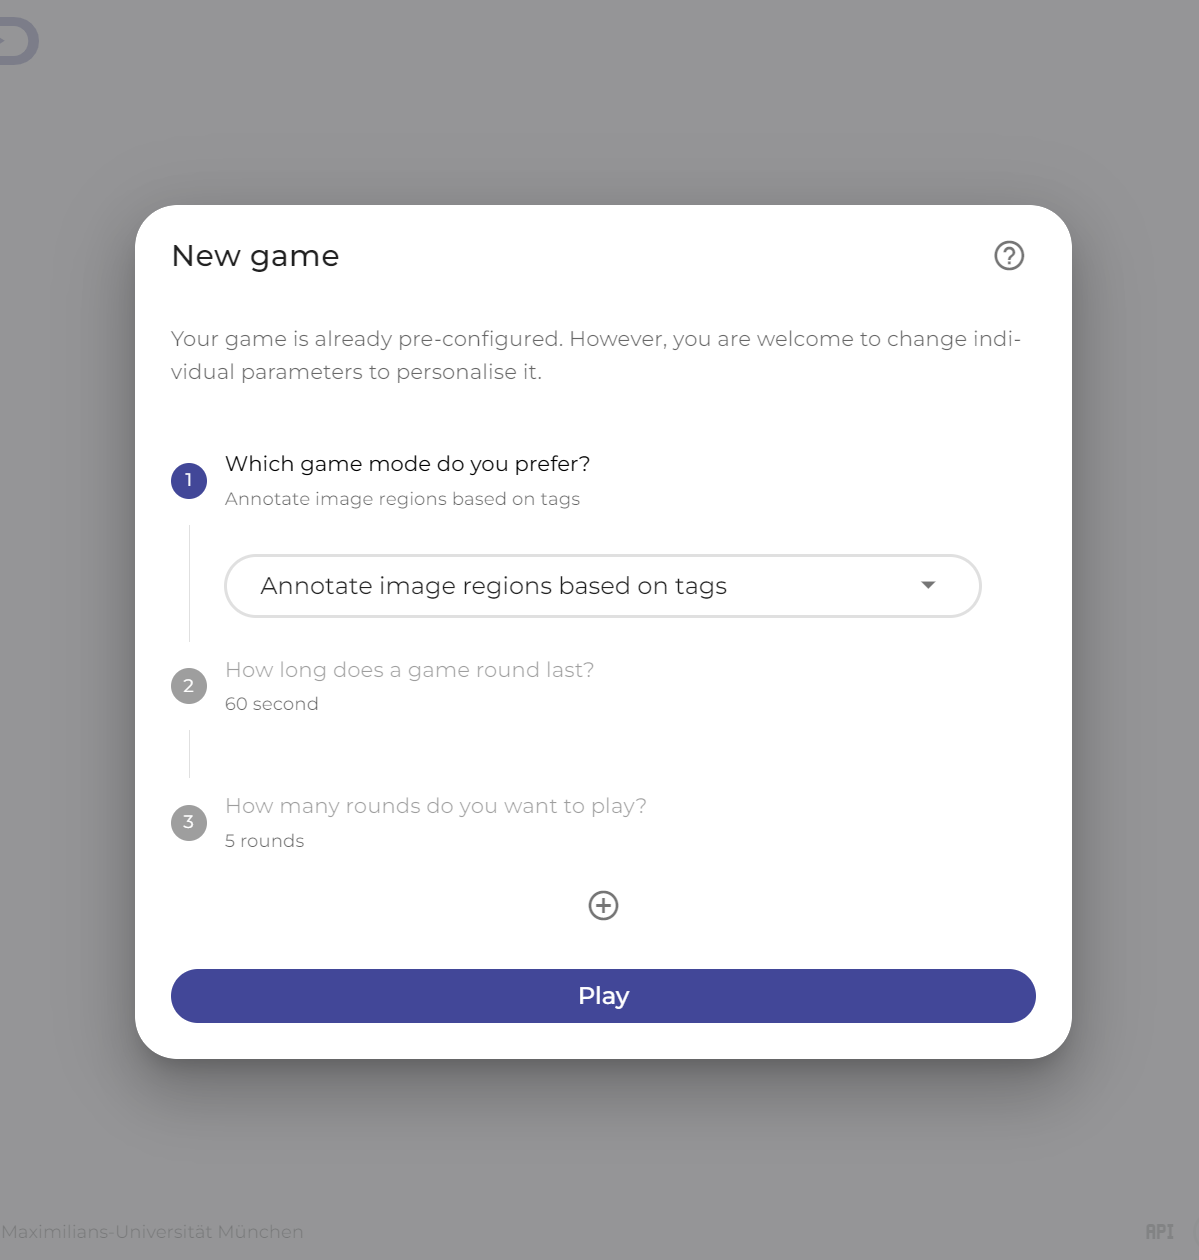 New game
Your game is already pre-configured. However, you are welcome to change indi-
vidual parameters to personalise it.
1
Which game mode do you prefer?
Annotate image regions based on tags
Annotate image regions based on tags
2
How long does a game round last?
60 second
3
How many rounds do you want to play?
5 rounds
Play
Maximilians-Universität München
API